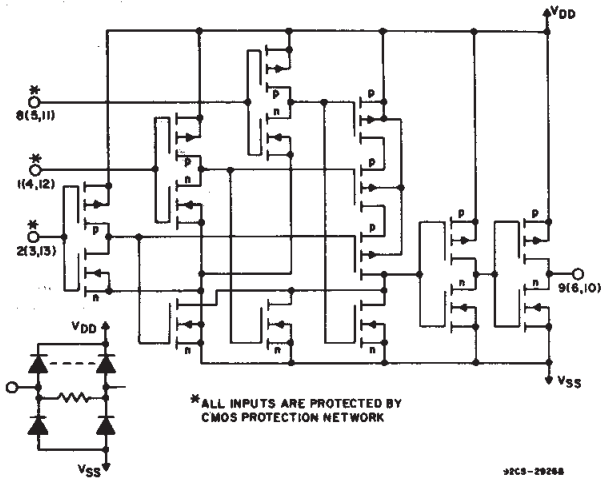 VDD
*
8(5,11)
p
n
p
*
1(4,12)
p
n
p
*
2(3,13)
p
n
p
p
p
n
n
9(6,10)
n
n
n
VDD
VSS
VSS
*ALL INPUTS ARE PROTECTED BY
CMOS PROTECTION NETWORK
92CS-29268